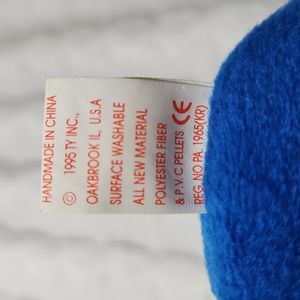 HANDMADE IN CHINA
© 1995 TY INC.,
OAKBROOK IL, U.S.A
SURFACE WASHABLE
ALL NEW MATERIAL
POLYESTER FIBER
& P.V.C PELLETS CE
REG. NO PA. 1965(KR)